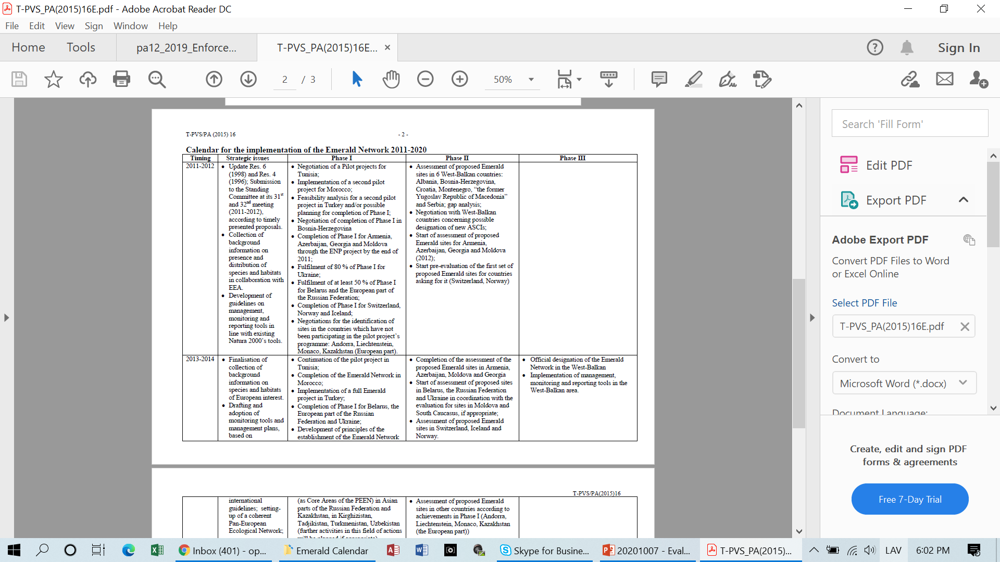 T-PVS_PA(2015)16E.pdf - Adobe Acrobat Reader DC
File Edit View Sign Window Help
Home Tools pa12_2019_Enforce... T-PVS_PA(2015)16E... × Sign In
2 / 3 50%
T-PVS/PA (2015) 16 - 2 -
Calendar for the implementation of the Emerald Network 2011-2020
Timing Strategic issues Phase I Phase II Phase III
2011-2012
• Update Res. 6
(1998) and Res. 4
(1996); Submission
to the Standing
Committee at its 31st
and 32nd meeting
(2011-2012),
according to timely
presented proposals.
• Collection of
background
information on
presence and
distribution of
species and habitats
in collaboration with
EEA.
• Development of
guidelines on
management,
monitoring and
reporting tools in
line with existing
Natura 2000's tools.
• Negotiation of a Pilot projects for
Tunisia;
• Implementation of a second pilot
project for Morocco;
• Feasibility analysis for a second pilot
project in Turkey and/or possible
planning for completion of Phase I;
• Negotiation of completion of Phase I in
Bosnia-Herzegovina
• Completion of Phase I for Armenia,
Azerbaijan, Georgia and Moldova
through the ENP project by the end of
2011;
• Fulfilment of 80 % of Phase I for
Ukraine;
• Fulfilment of at least 50 % of Phase I
for Belarus and the European part of
the Russian Federation;
• Completion of Phase I for Switzerland,
Norway and Iceland;
• Negotiations for the identification of
sites in the countries which have not
been participating in the pilot project's
programme: Andorra, Liechtenstein,
Monaco, Kazakhstan (European part).
• Assessment of proposed Emerald
sites in 6 West-Balkan countries:
Albania, Bosnia-Herzegovina,
Croatia, Montenegro, "the former
Yugoslav Republic of Macedonia"
and Serbia; gap analysis;
• Negotiation with West-Balkan
countries concerning possible
designation of new ASCIs;
• Start of assessment of proposed
Emerald sites for Armenia,
Azerbaijan, Georgia and Moldova
(2012);
• Start pre-evaluation of the first set of
proposed Emerald sites for countries
asking for it (Switzerland, Norway)
2013-2014
• Finalisation of
collection of
background
information on
species and habitats
of European interest.
• Drafting and
adoption of
monitoring tools and
management plans,
based on
• Continuation of the pilot project in
Tunisia;
• Completion of the Emerald Network in
Morocco;
• Implementation of a full Emerald
project in Turkey;
• Completion of Phase I for Belarus, the
European part of the Russian
Federation and Ukraine;
• Development of principles of the
establishment of the Emerald Network
• Completion of the assessment of the
proposed Emerald sites in Armenia,
Azerbaijan, Moldova and Georgia
• Start of assessment of proposed sites
in Belarus, the Russian Federation
and Ukraine in coordination with the
evaluation for sites in Moldova and
South Caucasus, if appropriate;
• Assessment of proposed Emerald
sites in Switzerland, Iceland and
Norway.
• Official designation of the Emerald
Network in the West-Balkan
• Implementation of management,
monitoring and reporting tools in the
West-Balkan area.
T-PVS/PA(2015)16
international
guidelines; setting-
up of a coherent
Pan-European
Ecological Network;
(as Core Areas of the PEEN) in Asian
parts of the Russian Federation and
Kazakhstan, in Kirghizistan,
Tadjikistan, Turkmenistan, Uzbekistan
(further activities in this field of actions
• Assessment of proposed Emerald
sites in other countries according to
achievements in Phase I (Andorra,
Liechtenstein, Monaco, Kazakhstan
(the European part))
Search 'Fill Form'
Edit PDF
Export PDF
Adobe Export PDF
Convert PDF Files to Word
or Excel Online
Select PDF File
T-PVS_PA(2015)16E.pdf
Convert to
Microsoft Word (*.docx)
Document Language:
Create, edit and sign PDF
forms & agreements
Free 7-Day Trial
Inbox (401) - op... Emerald Calendar Skype for Busine... 20201007 - Eval... T-PVS_PA(2015)... LAV 6:02 PM